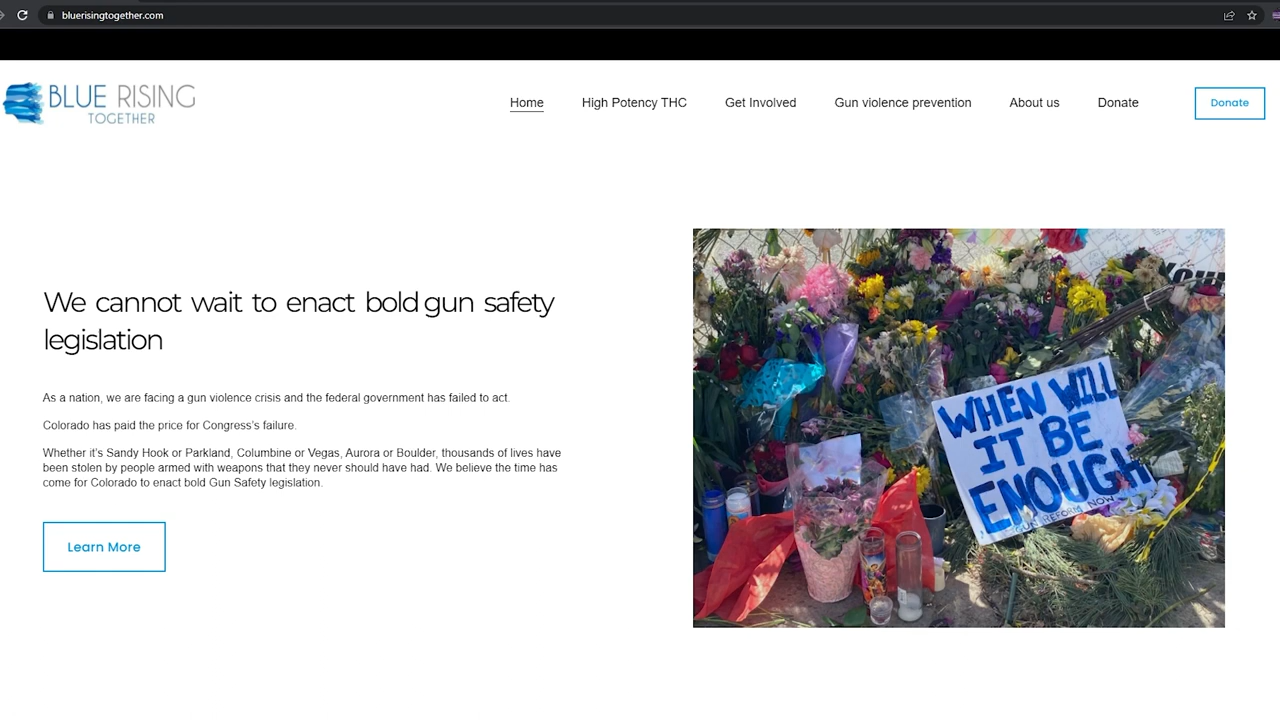 bluerisingtogether.com
BLUE RISING
TOGETHER
Home
High Potency THC
Get Involved
Gun violence prevention
About us
Donate
Donate
We cannot wait to enact bold gun safety
legislation
As a nation, we are facing a gun violence crisis and the federal government has failed to act.
Colorado has paid the price for Congress's failure.
Whether it's Sandy Hook or Parkland, Columbine or Vegas, Aurora or Boulder, thousands of lives have
been stolen by people armed with weapons that they never should have had. We believe the time has
come for Colorado to enact bold Gun Safety legislation.
Learn More
WHEN WILL
IT BE
ENOUGH
GUN REFORM NOW